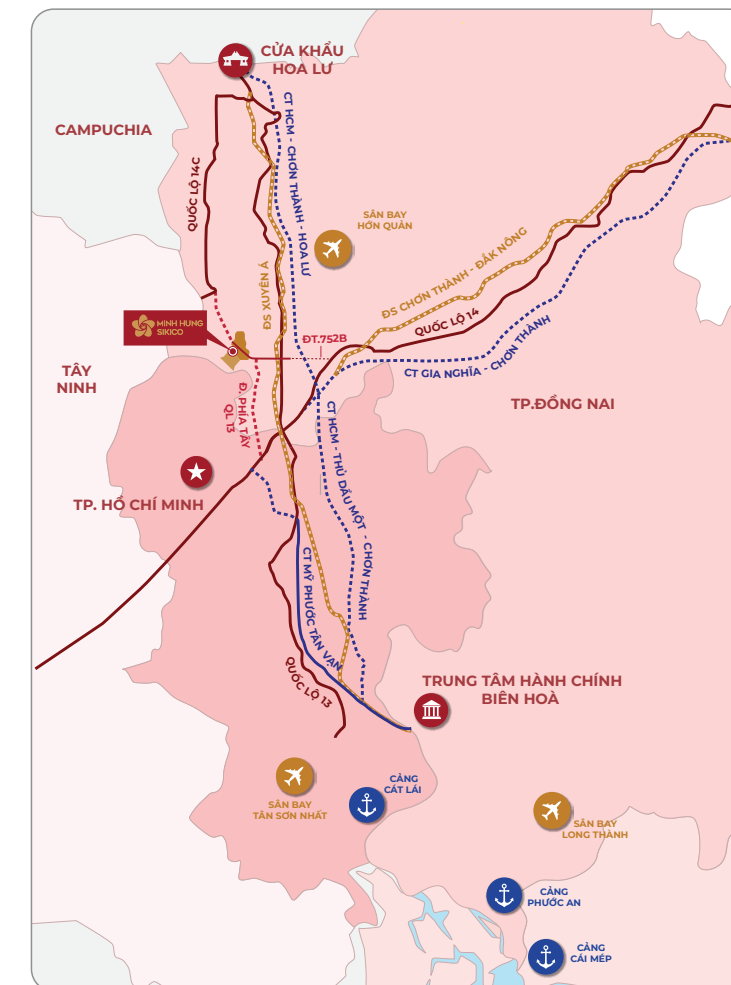 CỬA KHẨU
HOA LƯ
CAMPUCHIA
CT HCM - CHƠN THÀNH - HOA LƯ
QUỐC LỘ 14C
SÂN BAY
HỚN QUẢN
ĐS XUYÊN Á
ĐS CHƠN THÀNH - ĐẮK NÔNG
QUỐC LỘ 14
MINH HUNG
SIKICO
ĐT.752B
CT GIA NGHĨA - CHƠN THÀNH
TÂY
NINH
Đ. PHÍA TÂY
QL 13
TP.ĐỒNG NAI
CT HCM - THỦ DẦU MỘT - CHƠN THÀNH
TP. HỒ CHÍ MINH
CT MỸ PHƯỚC TÂN VẠN
QUỐC LỘ 13
TRUNG TÂM HÀNH CHÍNH
BIÊN HOÀ
CẢNG
CÁT LÁI
SÂN BAY
TÂN SƠN NHẤT
SÂN BAY
LONG THÀNH
CẢNG
PHƯỚC AN
CẢNG
CÁI MÉP